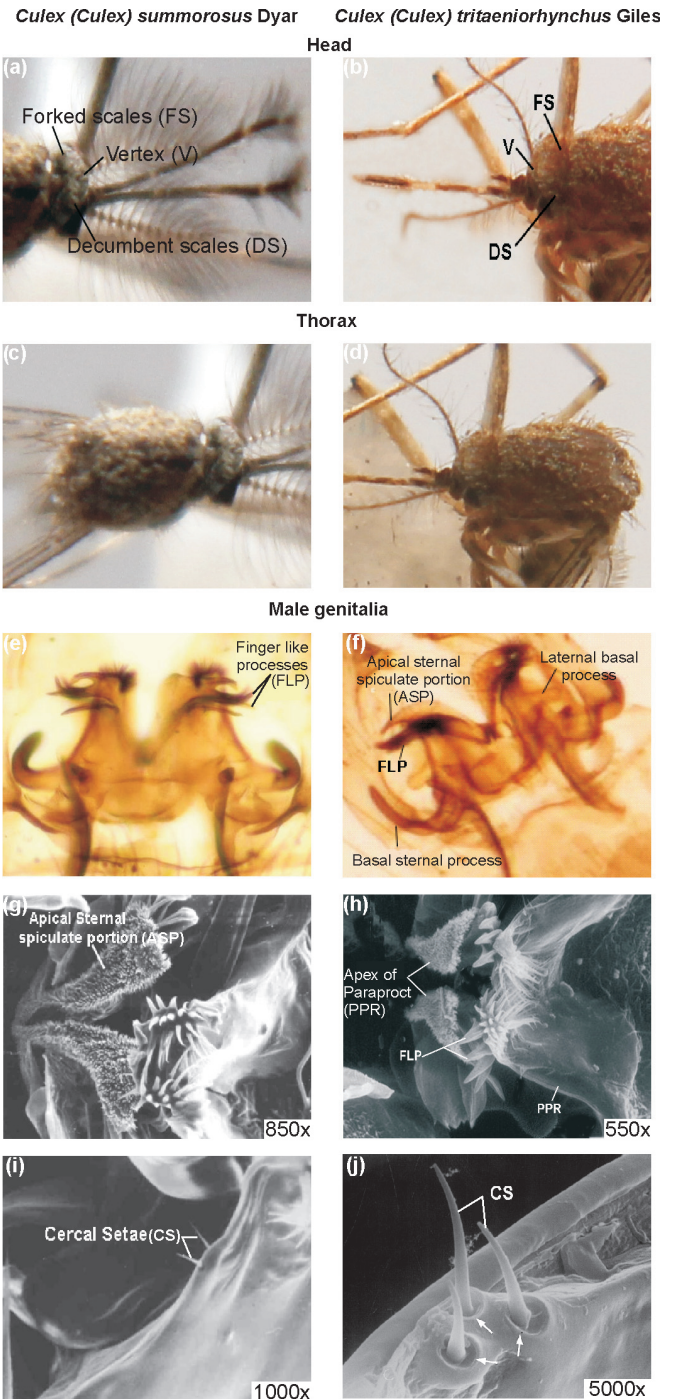 Culex (Culex) summorosus Dyar
Culex (Culex) tritaeniorhynchus Giles
Head
(a)
Forked scales (FS)
Vertex (V)
Decumbent scales (DS)
(b)
FS
V
DS
Thorax
(c)
(d)
Male genitalia
(e)
Finger like
processes
(FLP)
(f)
Apical sternal
spiculate portion
(ASP)
Laternal basal
process
FLP
Basal sternal process
(g)
Apical Sternal
spiculate portion (ASP)
850x
(h)
Apex of
Paraproct
(PPR)
FLP
PPR
550x
(i)
Cercal Setae(CS)
1000x
(j)
CS
5000x